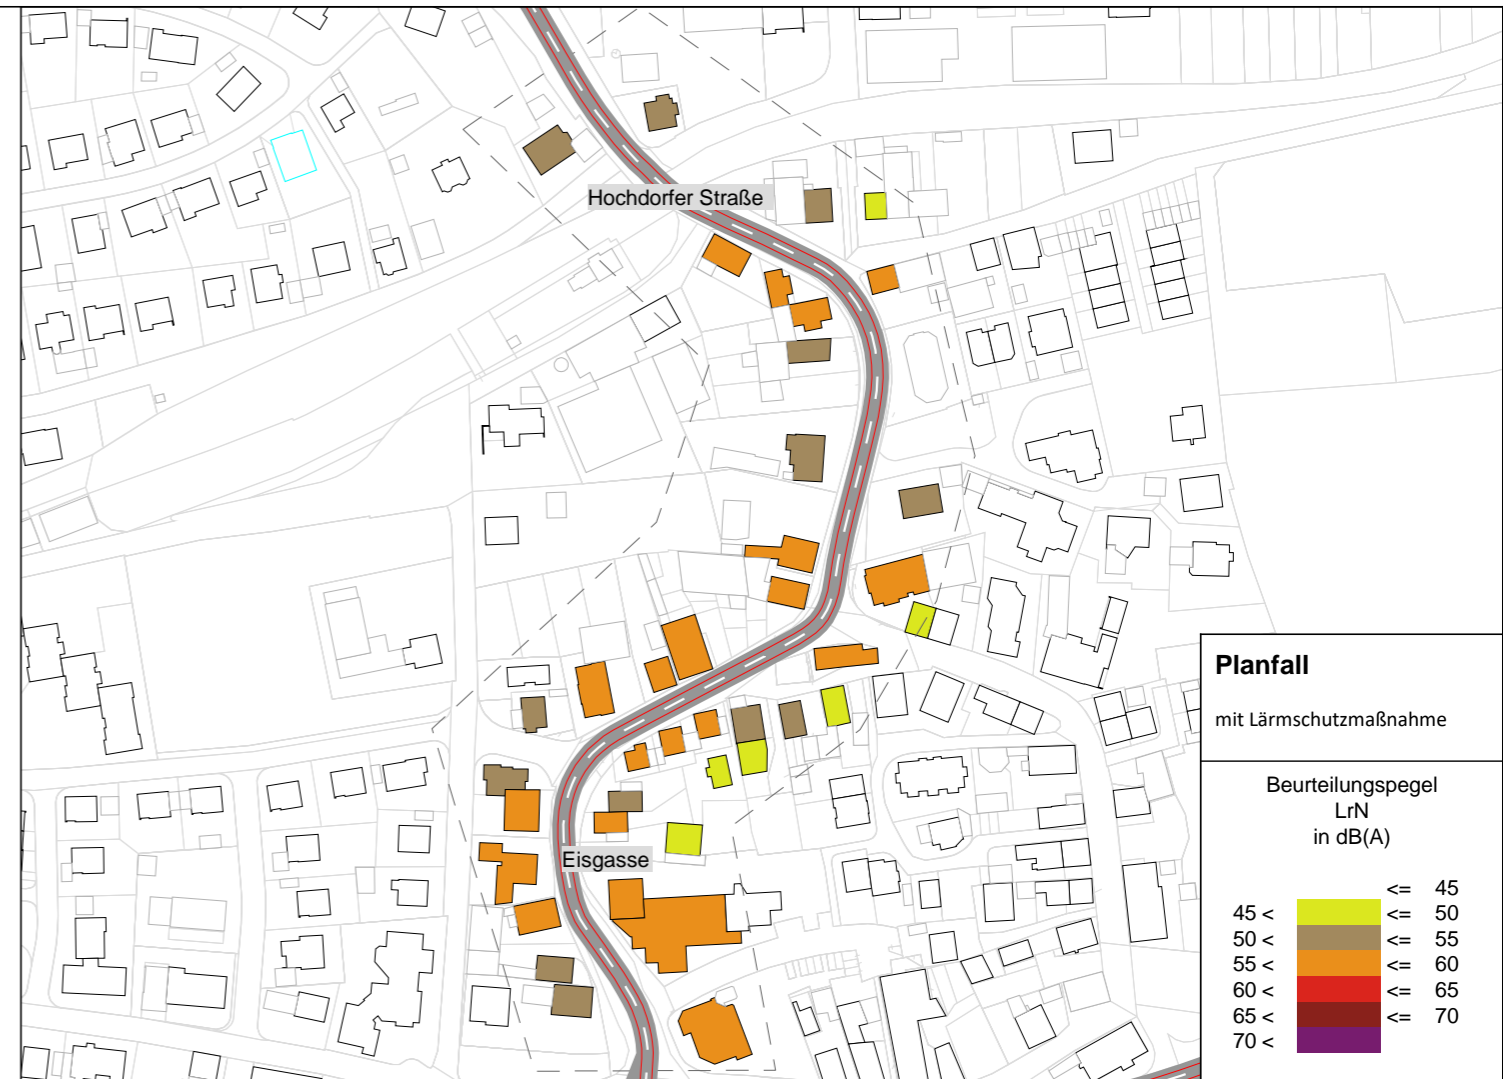 Hochdorfer Straße
Eisgasse
Planfall
mit Lärmschutzmaßnahme
Beurteilungspegel
LrN
in dB(A)
<= 45
45 < <= 50
50 < <= 55
55 < <= 60
60 < <= 65
65 < <= 70
70 <